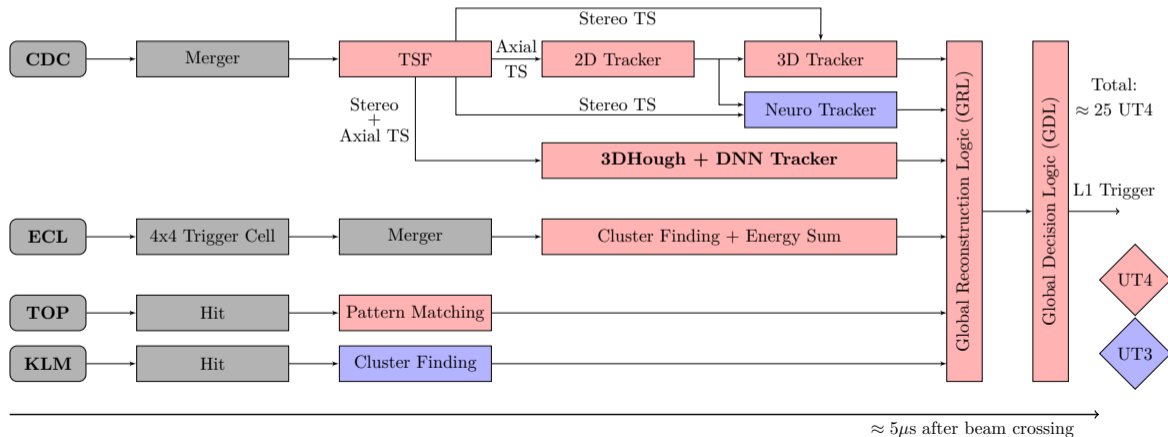 Stereo TS
CDC
Merger
TSF
Axial
TS
2D Tracker
3D Tracker
Stereo TS
Neuro Tracker
Stereo
+
Axial TS
3DHough + DNN Tracker
ECL
4x4 Trigger Cell
Merger
Cluster Finding + Energy Sum
TOP
Hit
Pattern Matching
KLM
Hit
Cluster Finding
Global Reconstruction Logic (GRL)
Global Decision Logic (GDL)
Total:
≈ 25 UT4
L1 Trigger
UT4
UT3
≈ 5μs after beam crossing